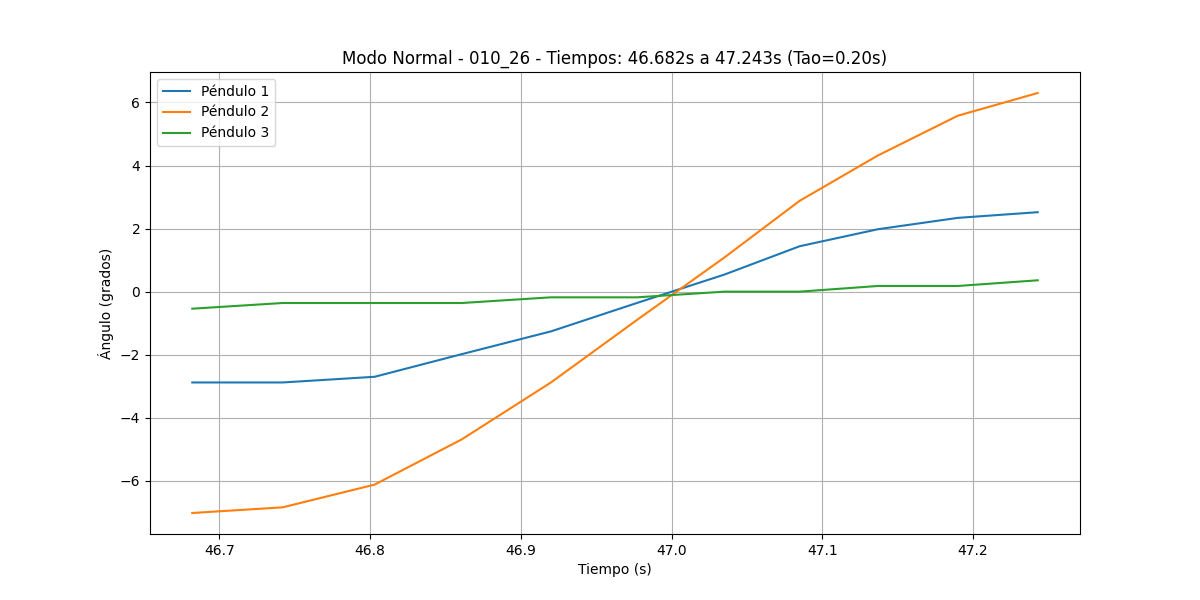 Modo Normal - 010_26 - Tiempos: 46.682s a 47.243s (Tao=0.20s)
Péndulo 1
Péndulo 2
Péndulo 3
6
4
2
0
−2
−4
−6
Ángulo (grados)
46.7 46.8 46.9 47.0 47.1 47.2
Tiempo (s)